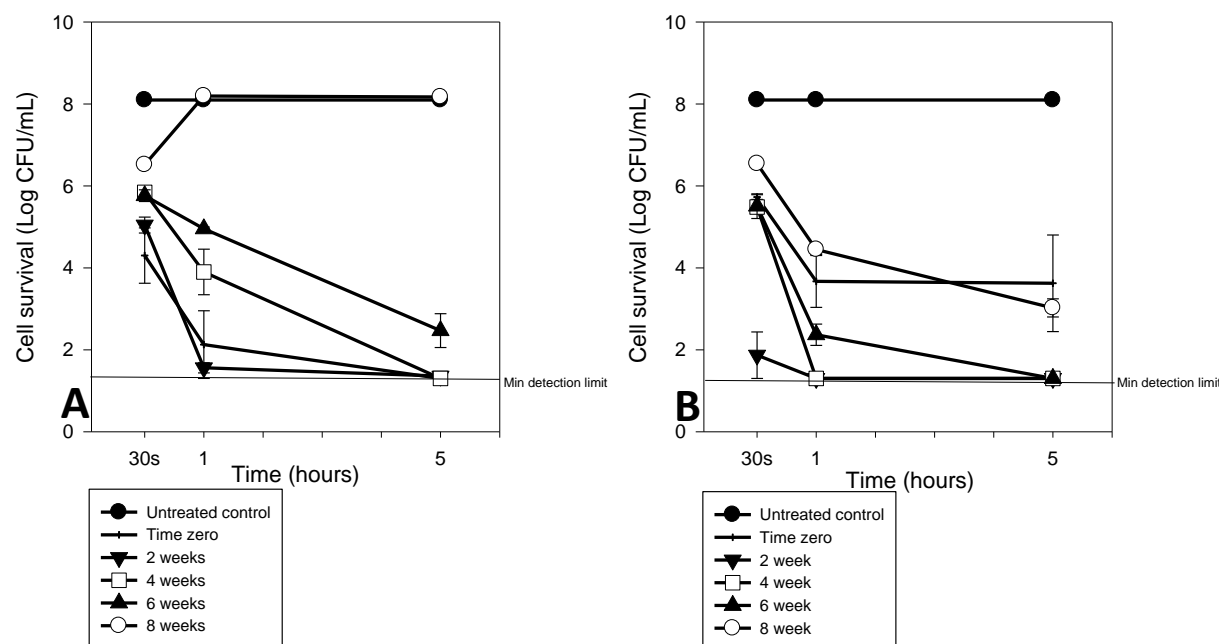 10
8
6
4
2
0
Cell survival (Log CFU/mL)
A
Min detection limit
30s 1 5
Time (hours)
Untreated control
Time zero
2 weeks
4 weeks
6 weeks
8 weeks
10
8
6
4
2
0
Cell survival (Log CFU/mL)
B
Min detection limit
30s 1 5
Time (hours)
Untreated control
Time zero
2 week
4 week
6 week
8 week